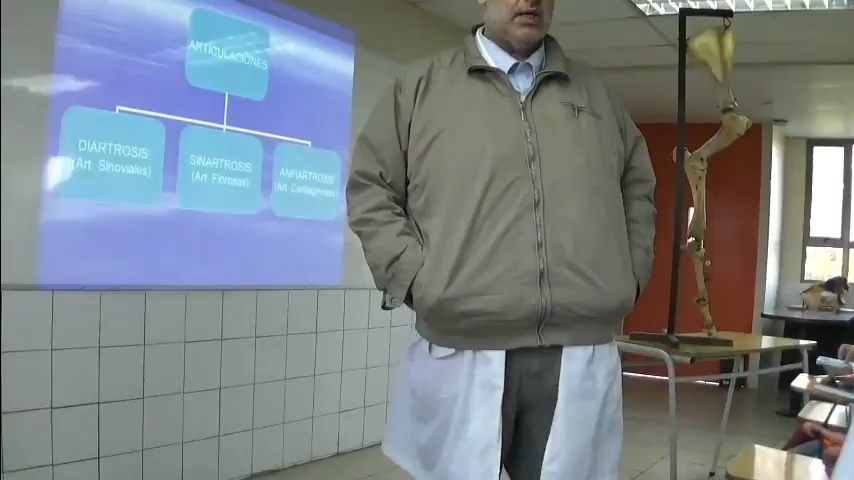 ARTICULACIONES
DIARTROSIS
(Art. Sinoviales)
SINARTROSIS
(Art. Fibrosas)
ANFIARTROSIS
(Art. Cartilaginosas)